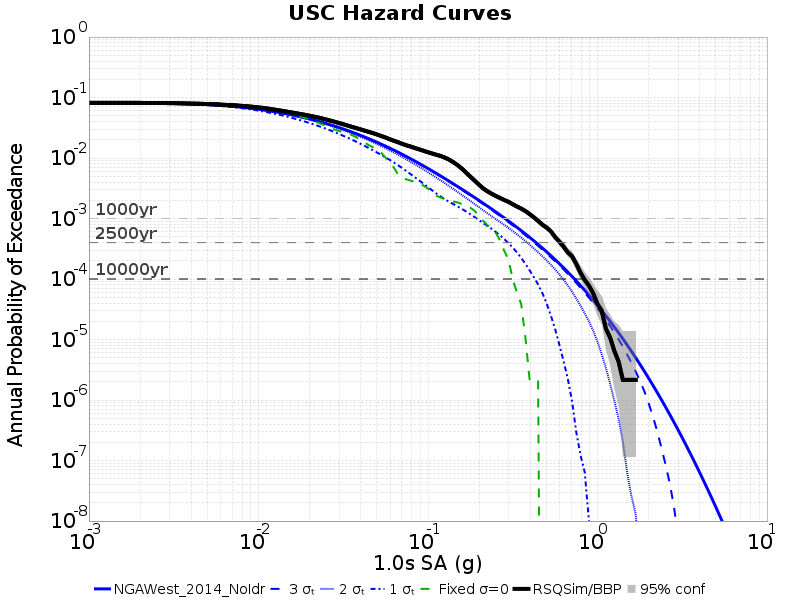 USC Hazard Curves
Annual Probability of Exceedance
10^0
10^-1
10^-2
10^-3
10^-4
10^-5
10^-6
10^-7
10^-8
1000yr
2500yr
10000yr
10^-3 10^-2 10^-1 10^0 10^1
1.0s SA (g)
NGAWest_2014_NoIdr 3 σₜ 2 σₜ 1 σₜ Fixed σ=0 RSQSim/BBP 95% conf